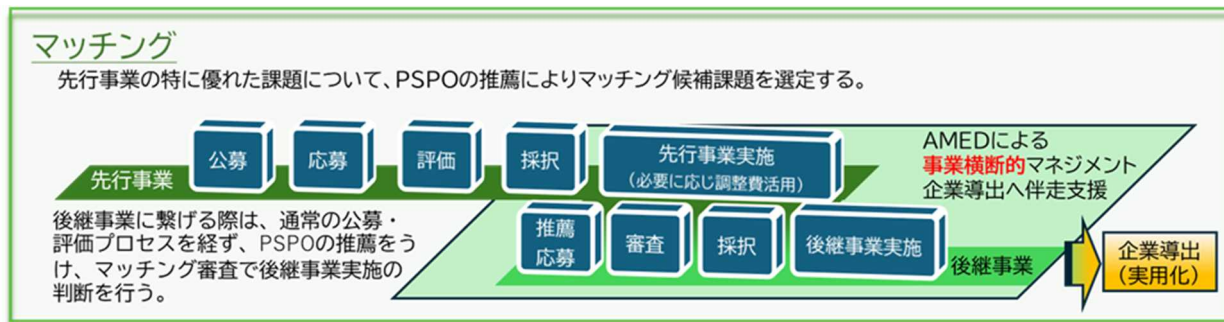 マッチング
先行事業の特に優れた課題について、PSPOの推薦によりマッチング候補課題を選定する。
先行事業
公募
応募
評価
採択
先行事業実施
（必要に応じ調整費活用）
AMEDによる
事業横断的マネジメント
企業導出へ伴走支援
後継事業に繋げる際は、通常の公募・
評価プロセスを経ず、PSPOの推薦をう
け、マッチング審査で後継事業実施の
判断を行う。
推薦
応募
審査
採択
後継事業実施
後継事業
企業導出
（実用化）